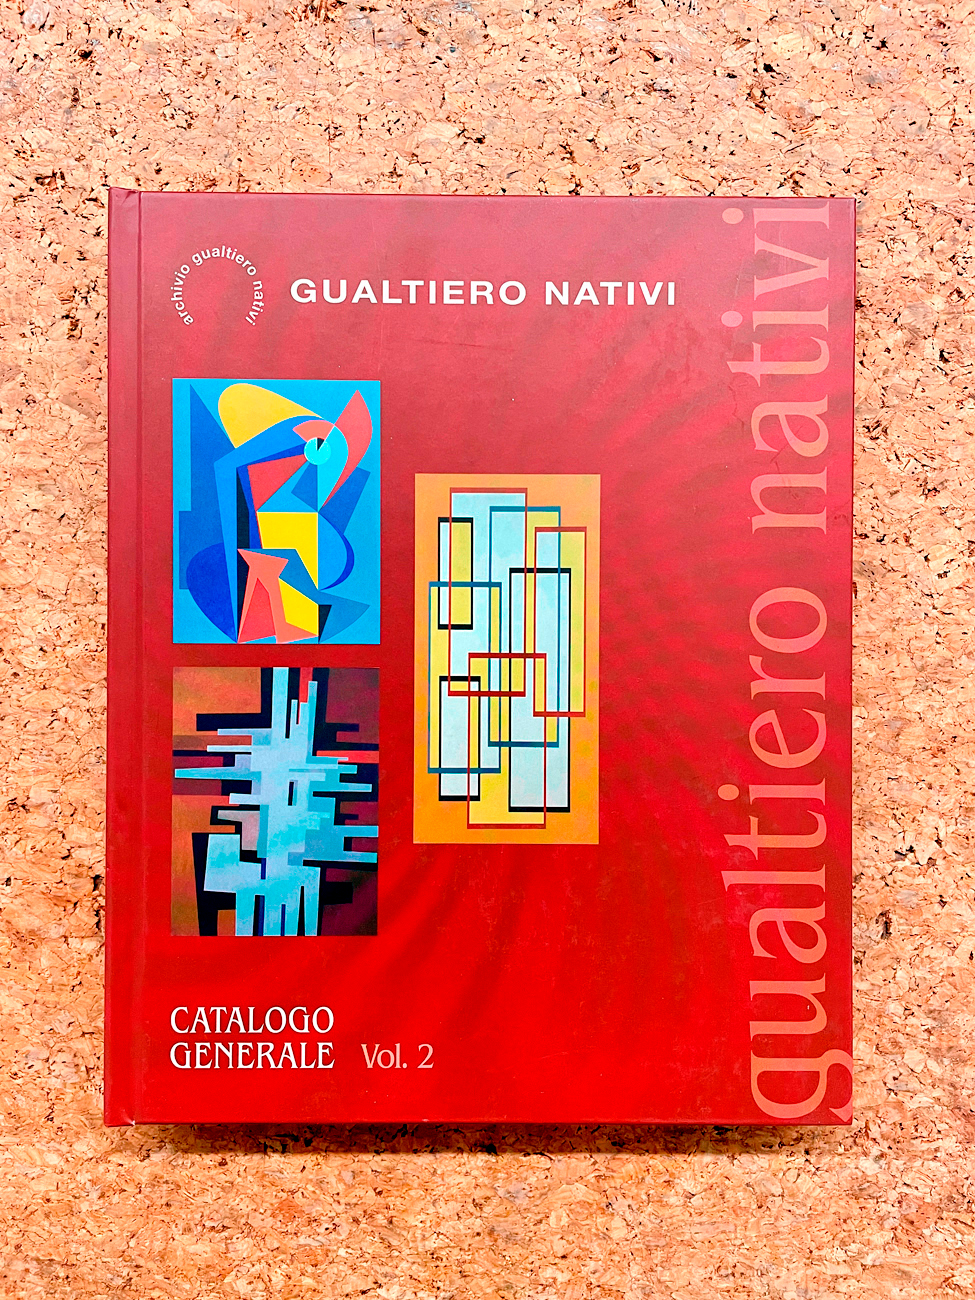 archivio gualtiero nativi
GUALTIERO NATIVI
CATALOGO
GENERALE Vol. 2
gualtiero nativi